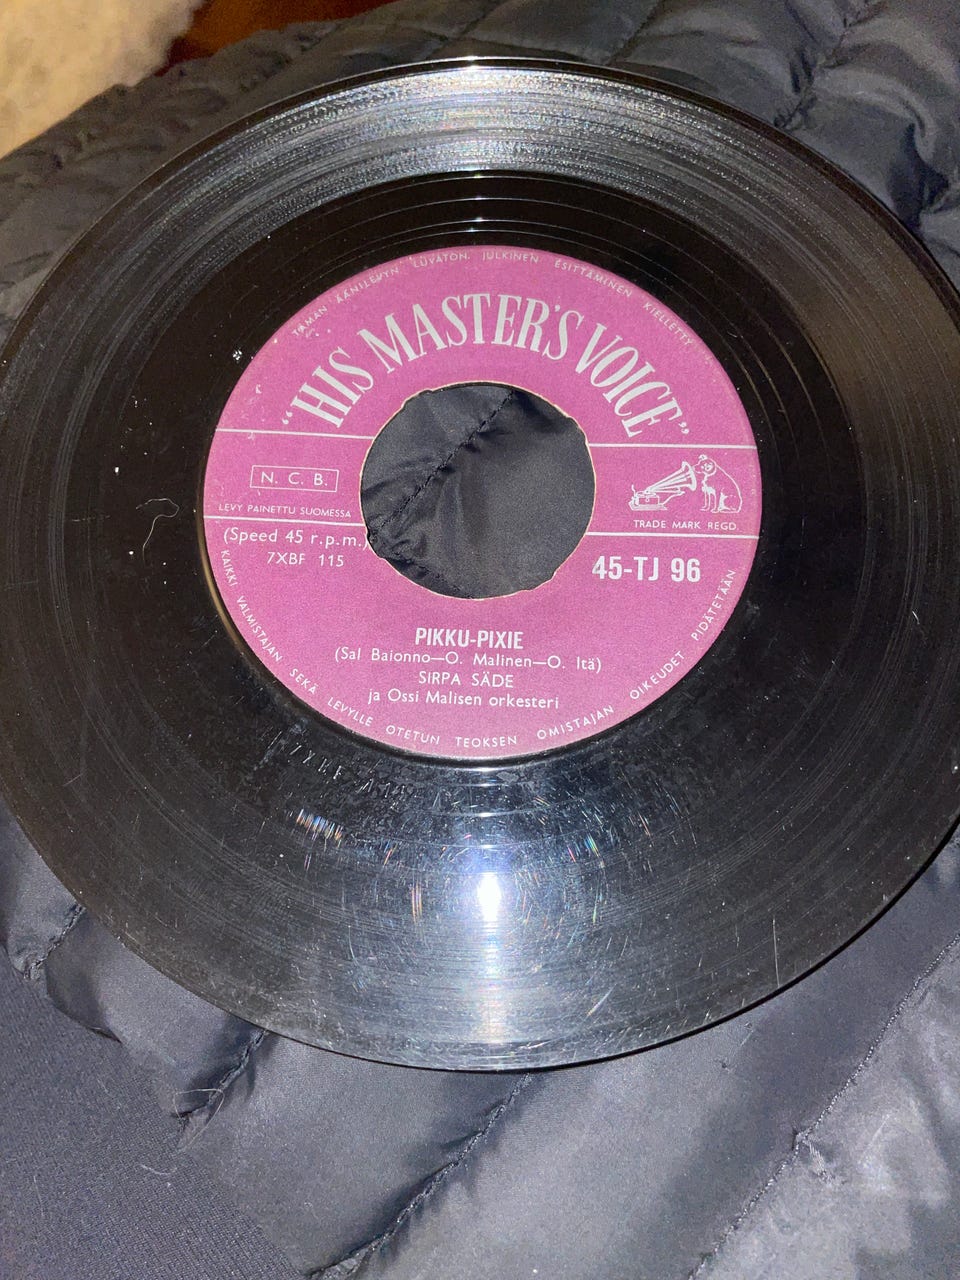 TÄMÄN ÄÄNILEVYN LUVATON JULKINEN ESITTÄMINEN KIELLETTY
"HIS MASTER'S VOICE"
N. C. B.
LEVY PAINETTU SUOMESSA
TRADE MARK REGD.
(Speed 45 r.p.m.)
7XBF 115
45-TJ 96
PIKKU-PIXIE
(Sal Baionno—O. Malinen—O. Itä)
SIRPA SÄDE
ja Ossi Malisen orkesteri
KAIKKI VALMISTAJAN SEKÄ LEVYLLE OTETUN TEOKSEN OMISTAJAN OIKEUDET PIDÄTETÄÄN